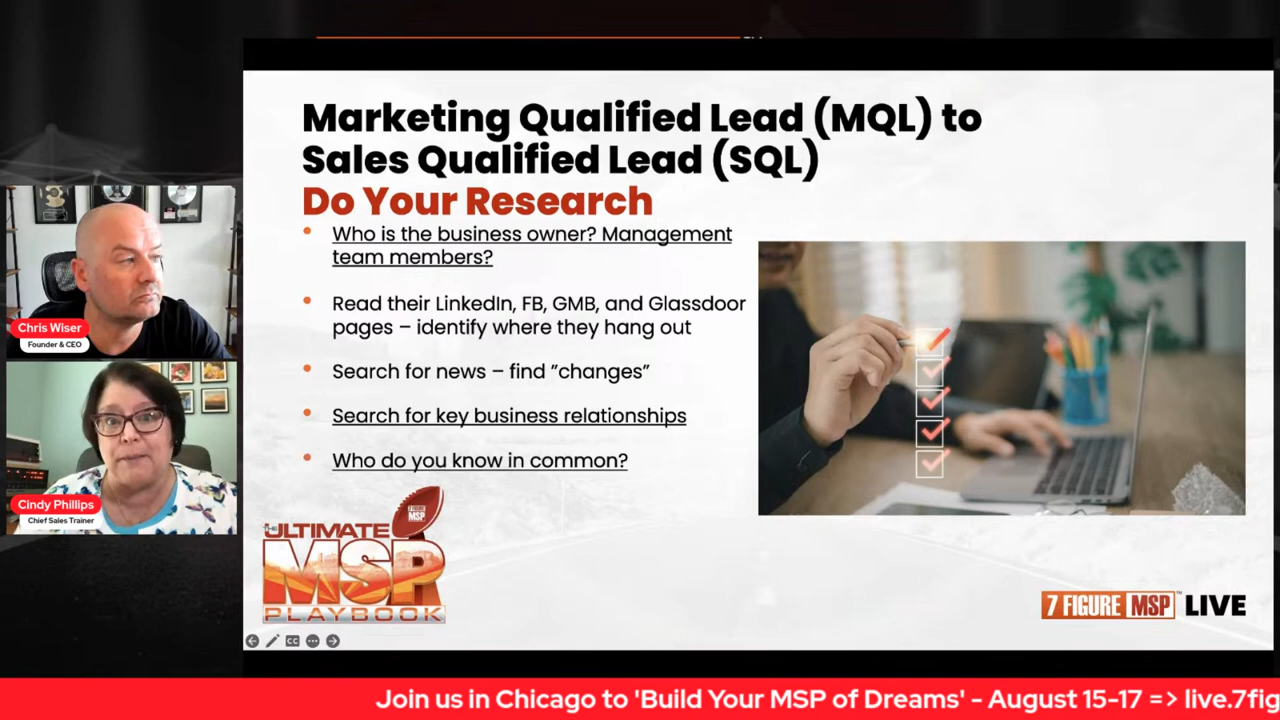 Marketing Qualified Lead (MQL) to
Sales Qualified Lead (SQL)
Do Your Research
• Who is the business owner? Management
team members?
• Read their LinkedIn, FB, GMB, and Glassdoor
pages – identify where they hang out
• Search for news – find ”changes”
• Search for key business relationships
• Who do you know in common?
Chris Wiser
Founder & CEO
Cindy Phillips
Chief Sales Trainer
7 FIGURE
MSP
THE
ULTIMATE
MSP
PLAYBOOK
7 FIGURE MSP™ LIVE
CC
Join us in Chicago to 'Build Your MSP of Dreams' - August 15-17 => live.7fig